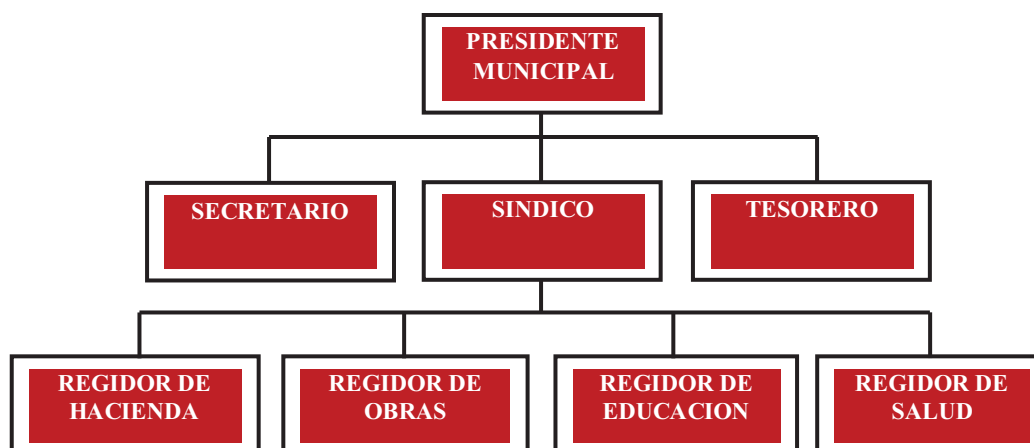 PRESIDENTE
MUNICIPAL
SECRETARIO
SINDICO
TESORERO
REGIDOR DE
HACIENDA
REGIDOR DE
OBRAS
REGIDOR DE
EDUCACION
REGIDOR DE
SALUD